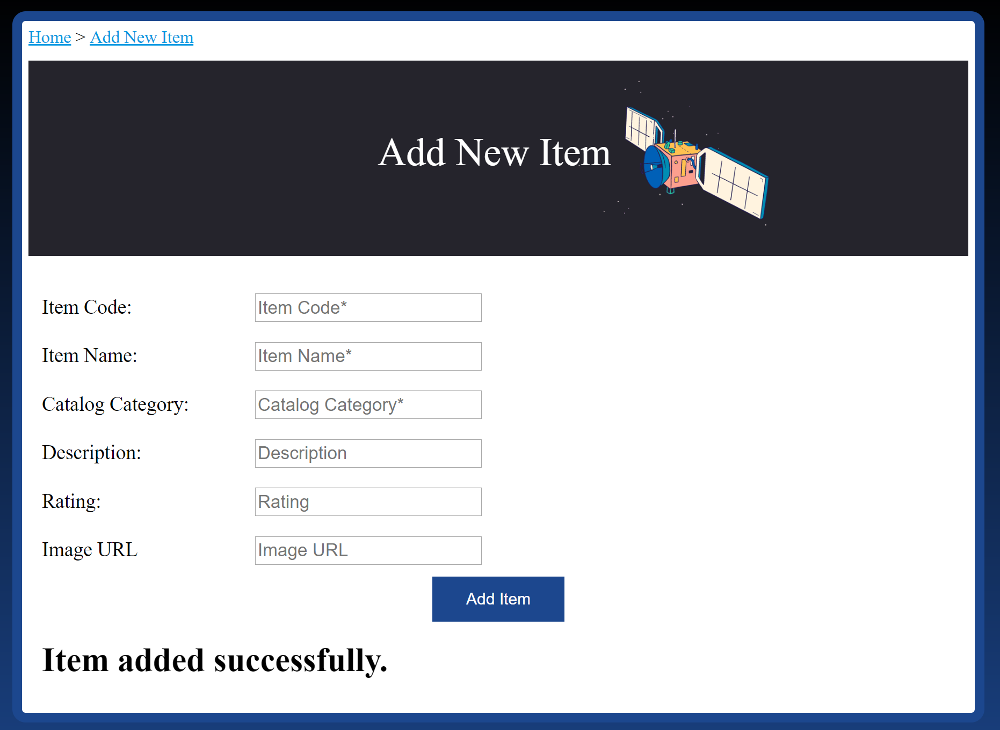 Home > Add New Item
Add New Item
Item Code: Item Code*
Item Name: Item Name*
Catalog Category: Catalog Category*
Description: Description
Rating: Rating
Image URL Image URL
Add Item
Item added successfully.